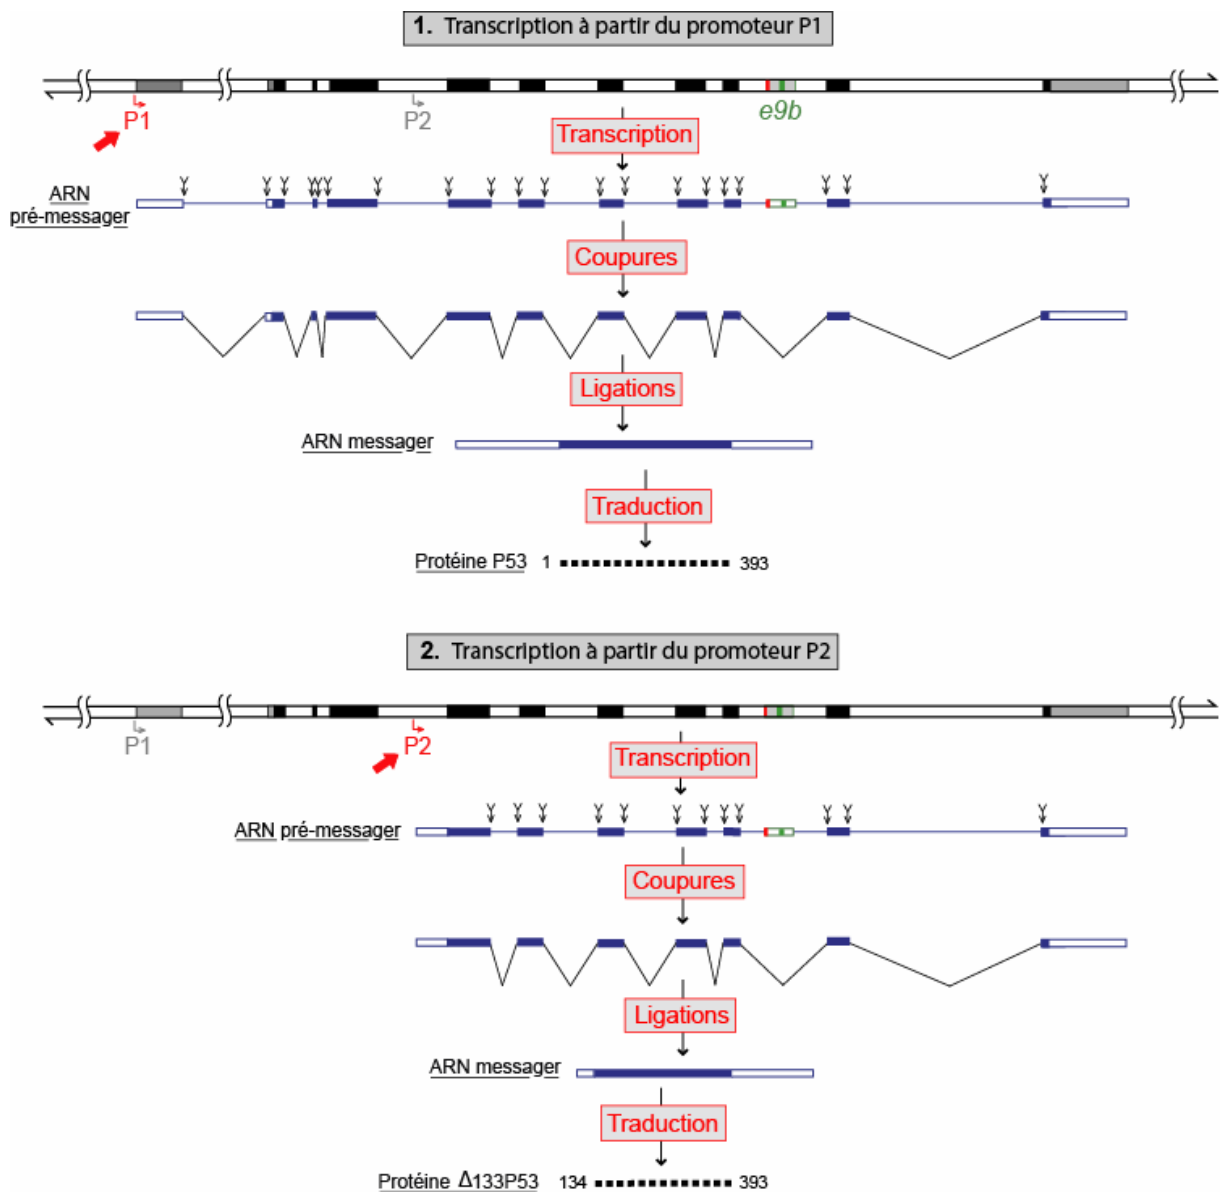 1. Transcription à partir du promoteur P1
P1
P2
e9b
Transcription
ARN
pré-messager
Coupures
Ligations
ARN messager
Traduction
Protéine P53 1 393
2. Transcription à partir du promoteur P2
P1
P2
Transcription
ARN pré-messager
Coupures
Ligations
ARN messager
Traduction
Protéine Δ133P53 134 393